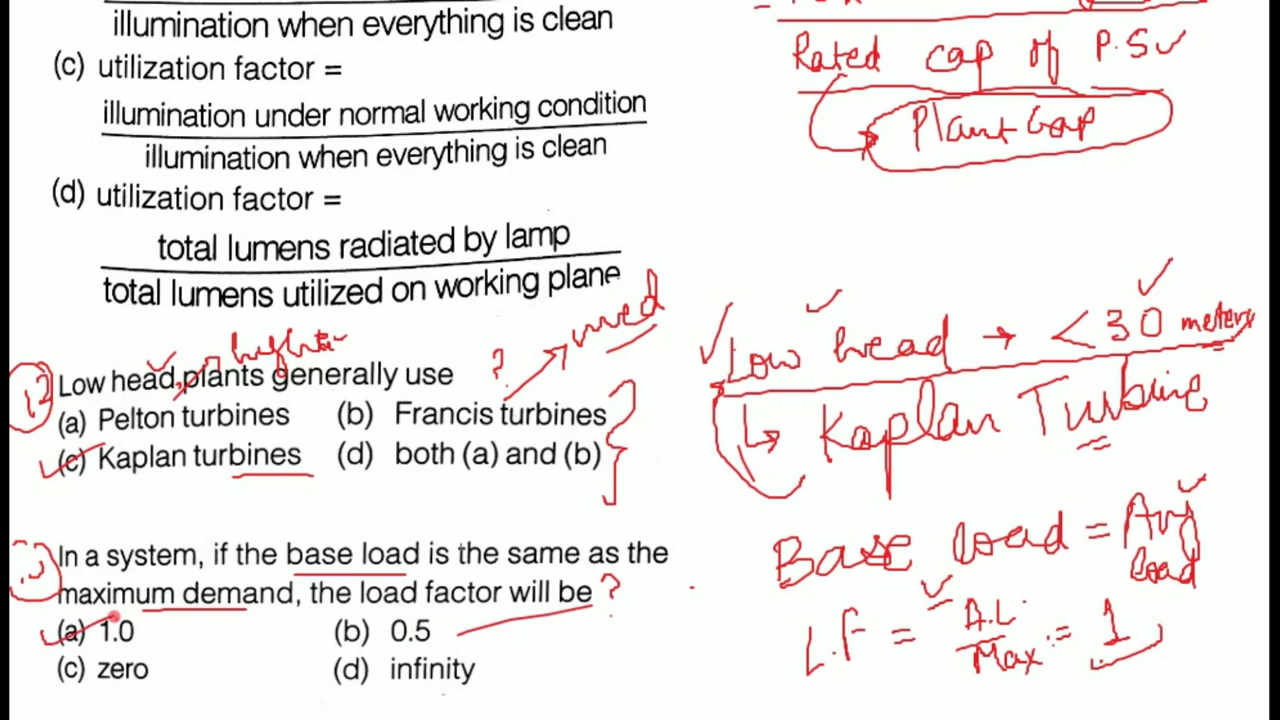 illumination when everything is clean
(c) utilization factor =
illumination under normal working condition
illumination when everything is clean
(d) utilization factor =
total lumens radiated by lamp
total lumens utilized on working plane
Low head, plants generally use ?
(a) Pelton turbines (b) Francis turbines
(c) Kaplan turbines (d) both (a) and (b)
In a system, if the base load is the same as the
maximum demand, the load factor will be ?
(a) 1.0 (b) 0.5
(c) zero (d) infinity
Rated cap of P.S
Plant Cap
Low head → < 30 meters
Kaplan Turbine
Base load = Avg
load
L.F = A.L
Max = 1